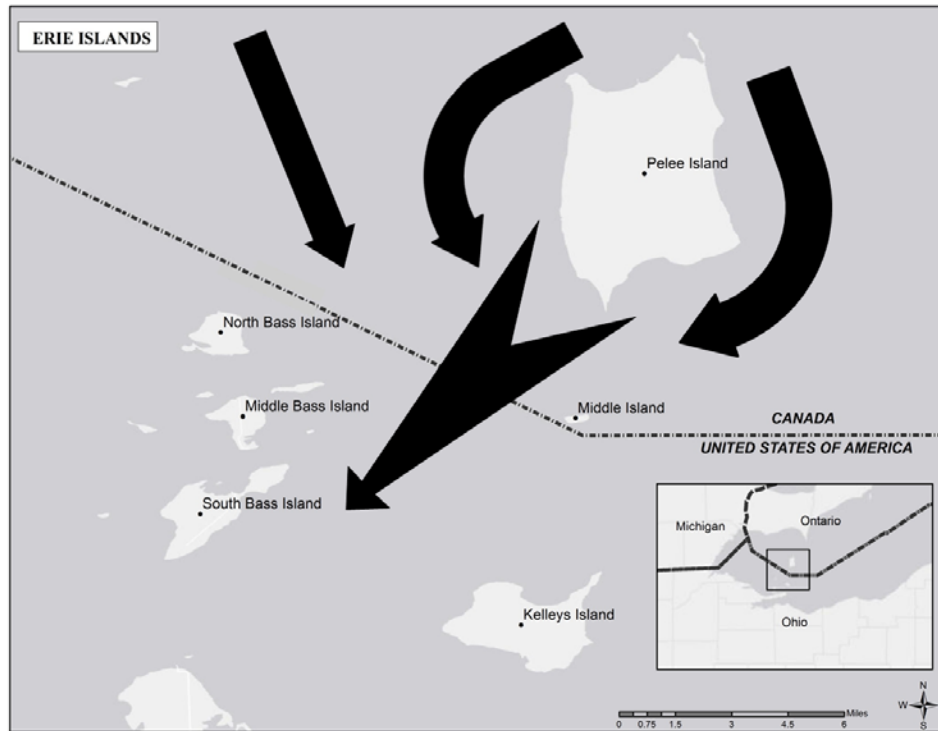 ERIE ISLANDS
Pelee Island
North Bass Island
Middle Bass Island
Middle Island
CANADA
UNITED STATES OF AMERICA
South Bass Island
Michigan
Ontario
Ohio
Kelleys Island
N
W E
S
Miles
0 0.75 1.5 3 4.5 6